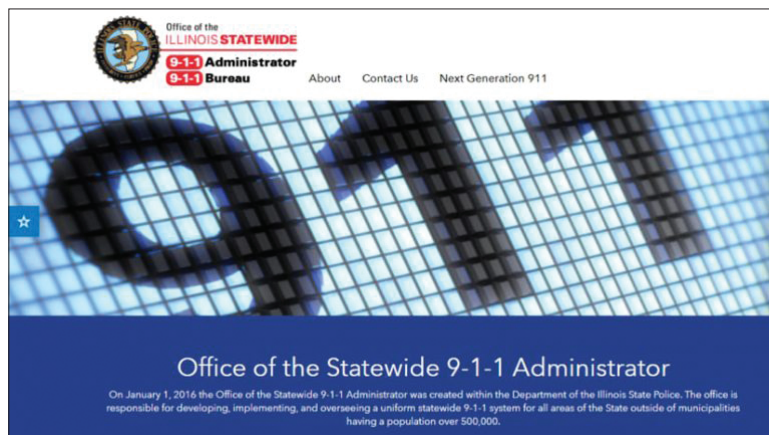 Office of the
ILLINOIS STATEWIDE
9-1-1 Administrator
9-1-1 Bureau
About Contact Us Next Generation 911
911
Office of the Statewide 9-1-1 Administrator
On January 1, 2016 the Office of the Statewide 9-1-1 Administrator was created within the Department of the Illinois State Police. The office is
responsible for developing, implementing, and overseeing a uniform statewide 9-1-1 system for all areas of the State outside of municipalities
having a population over 500,000.